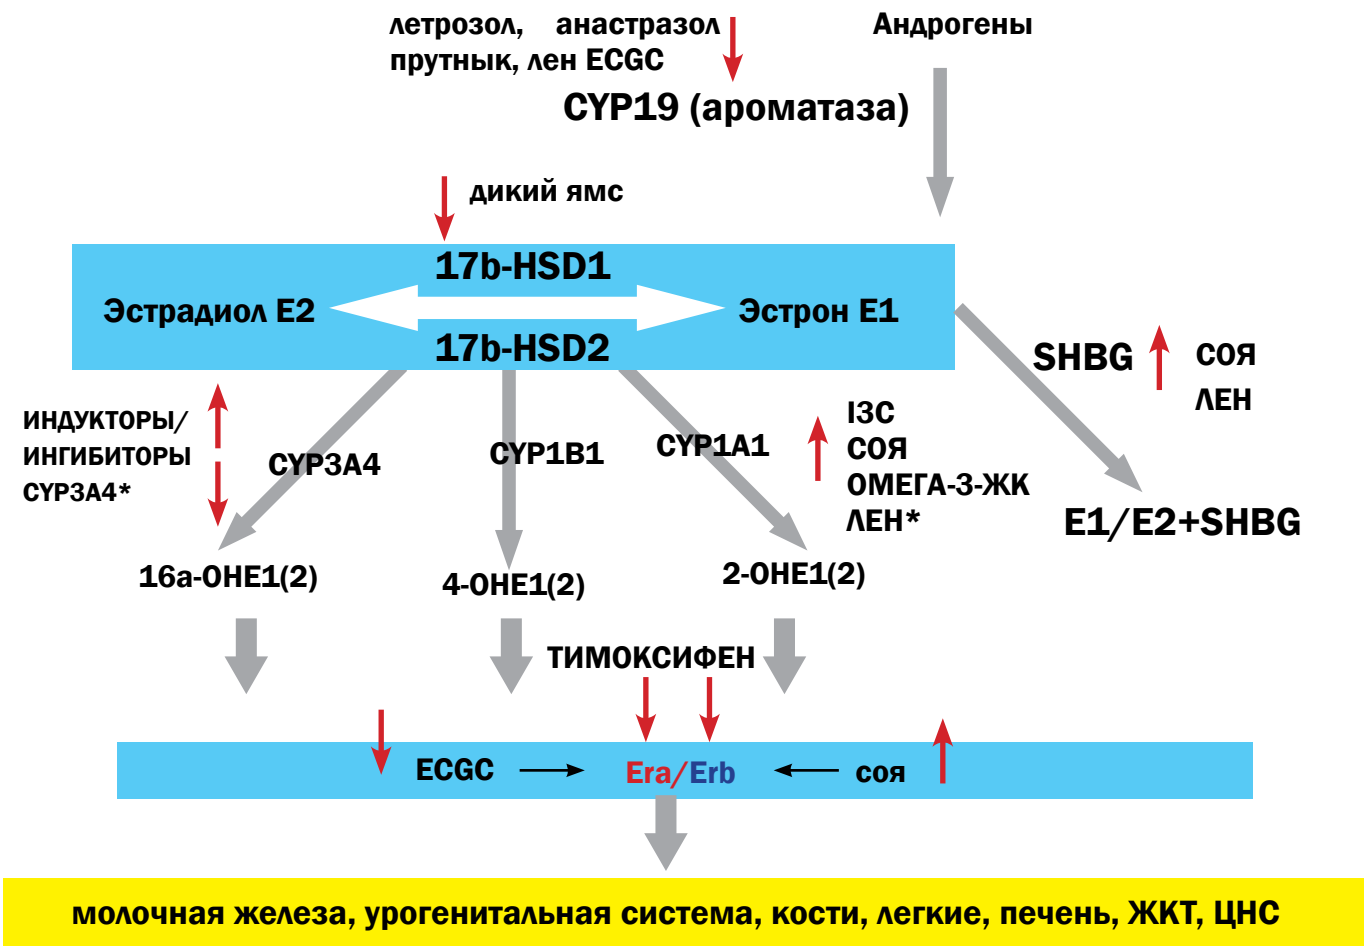 летрозол, анастразол
прутнык, лен ECGC
Андрогены
CYP19 (ароматаза)
дикий ямс
17b-HSD1
Эстрадиол E2
Эстрон E1
17b-HSD2
SHBG
СОЯ
ЛЕН
ИНДУКТОРЫ/
ИНГИБИТОРЫ
CYP3A4*
CYP3A4
CYP1B1
CYP1A1
I3C
СОЯ
ОМЕГА-3-ЖК
ЛЕН*
E1/E2+SHBG
16a-OHE1(2)
4-OHE1(2)
2-OHE1(2)
ТИМОКСИФЕН
ECGC
Era/Erb
соя
молочная железа, урогенитальная система, кости, легкие, печень, ЖКТ, ЦНС